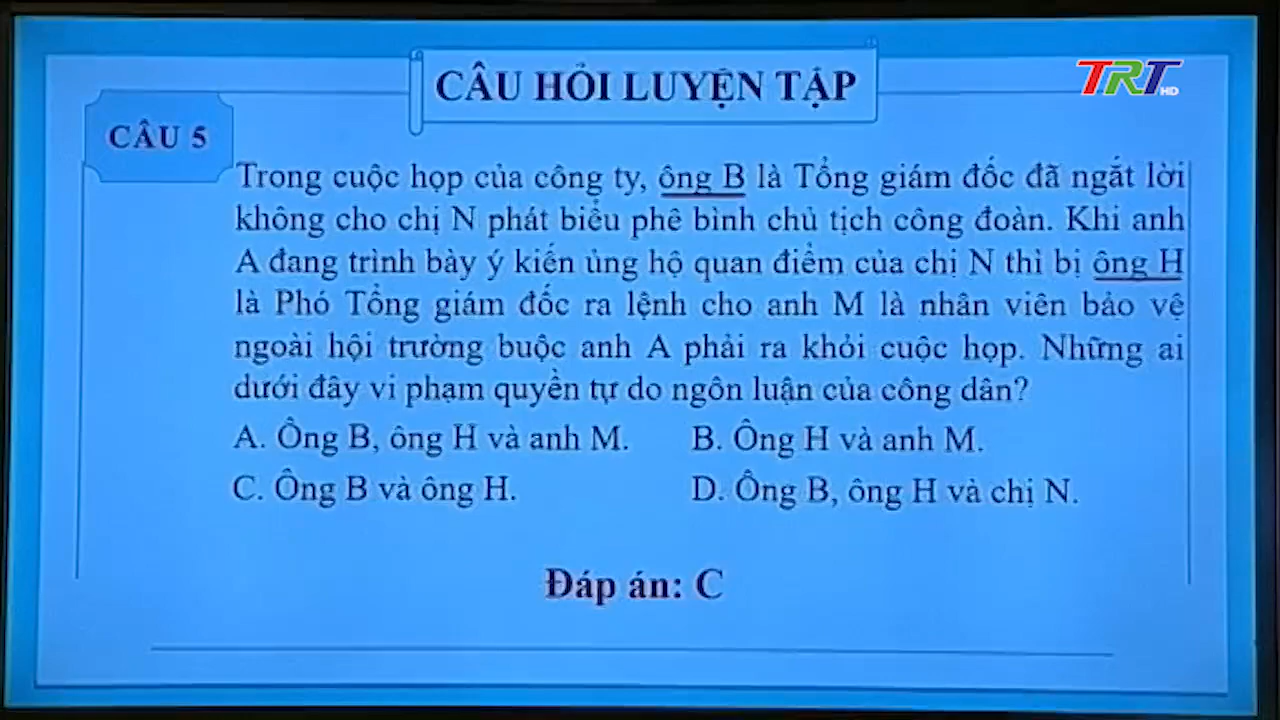 CÂU HỎI LUYỆN TẬP
TRT HD
CÂU 5
Trong cuộc họp của công ty, ông B là Tổng giám đốc đã ngắt lời
không cho chị N phát biểu phê bình chủ tịch công đoàn. Khi anh
A đang trình bày ý kiến ủng hộ quan điểm của chị N thì bị ông H
là Phó Tổng giám đốc ra lệnh cho anh M là nhân viên bảo vệ
ngoài hội trường buộc anh A phải ra khỏi cuộc họp. Những ai
dưới đây vi phạm quyền tự do ngôn luận của công dân?
A. Ông B, ông H và anh M. B. Ông H và anh M.
C. Ông B và ông H. D. Ông B, ông H và chị N.
Đáp án: C